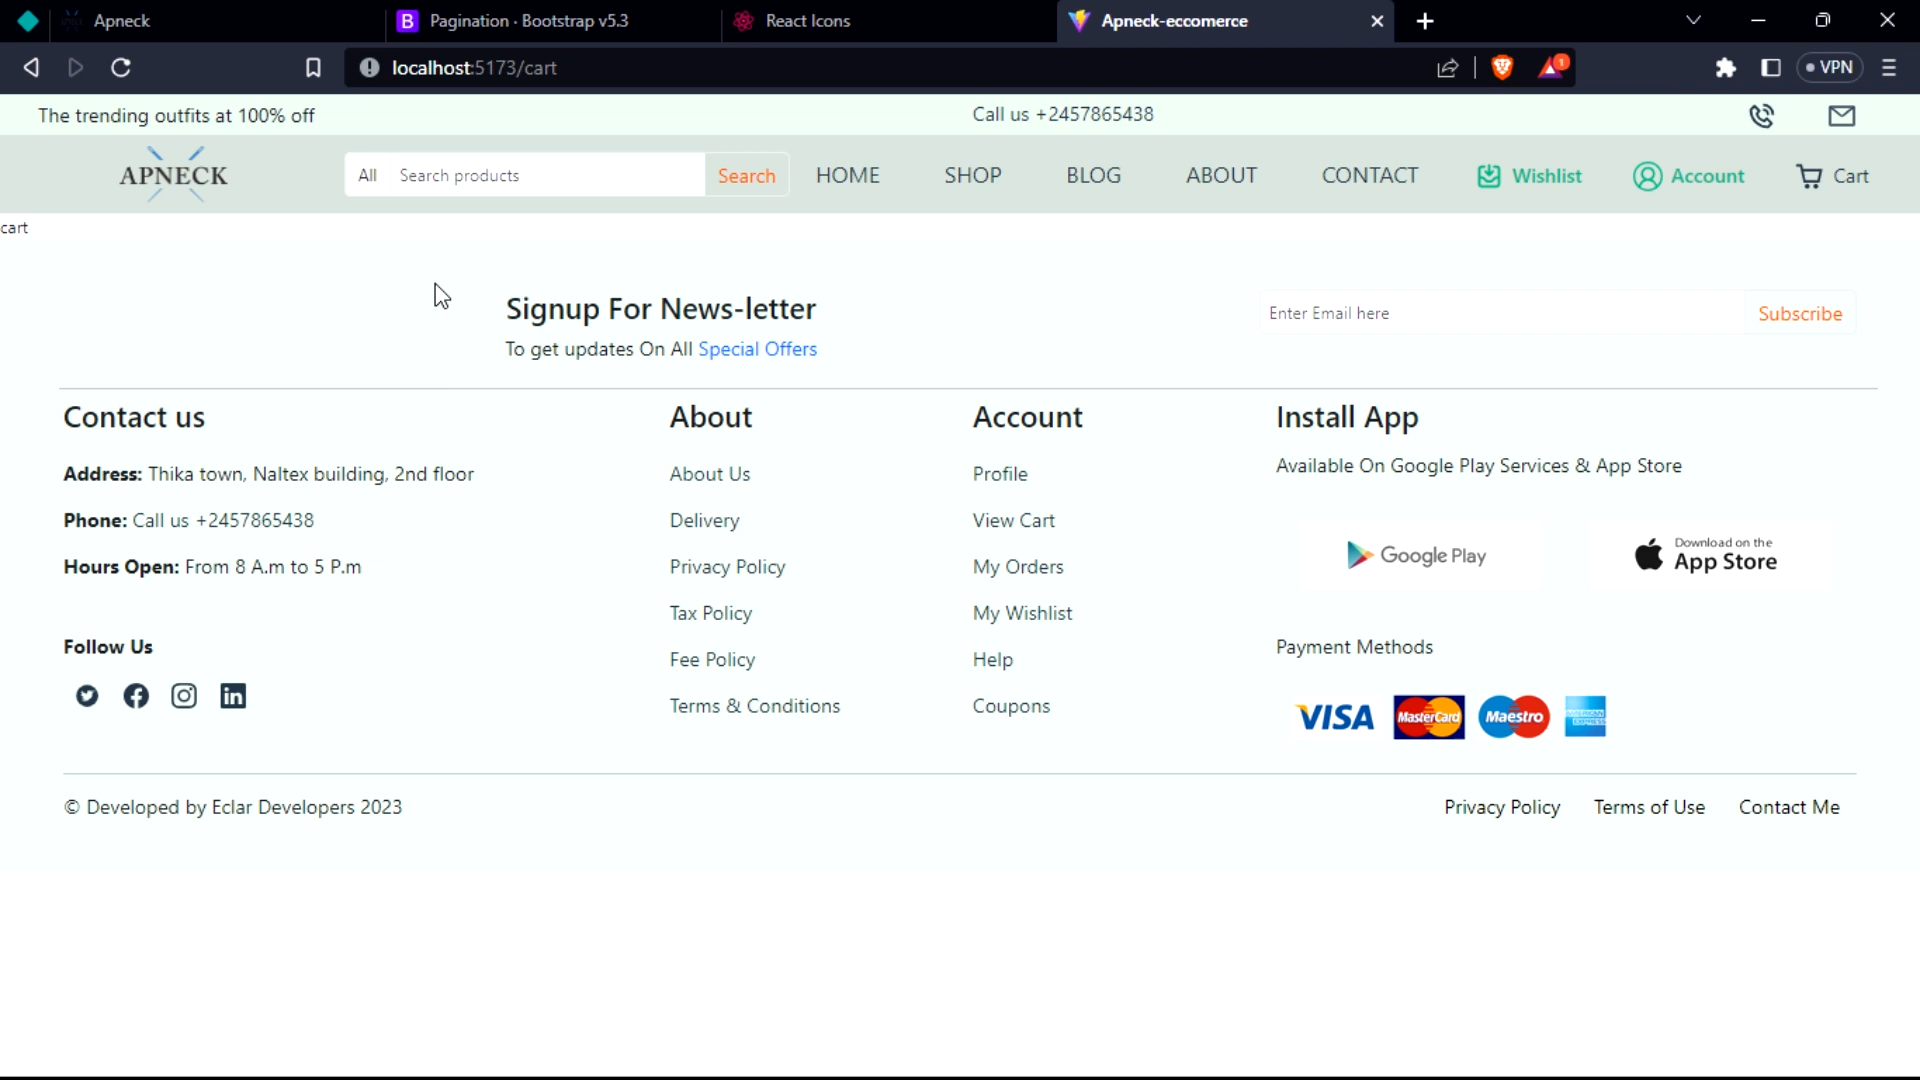 Apneck
Pagination · Bootstrap v5.3
React Icons
Apneck-eccomerce
localhost:5173/cart
1
VPN
The trending outfits at 100% off
Call us +2457865438
APNECK
All
Search products
Search
HOME
SHOP
BLOG
ABOUT
CONTACT
Wishlist
Account
Cart
cart
Signup For News-letter
To get updates On All Special Offers
Enter Email here
Subscribe
Contact us
Address: Thika town, Naltex building, 2nd floor
Phone: Call us +2457865438
Hours Open: From 8 A.m to 5 P.m
Follow Us
About
About Us
Delivery
Privacy Policy
Tax Policy
Fee Policy
Terms & Conditions
Account
Profile
View Cart
My Orders
My Wishlist
Help
Coupons
Install App
Available On Google Play Services & App Store
Google Play
Download on the
App Store
Payment Methods
VISA
MasterCard
Maestro
AMERICAN
EXPRESS
© Developed by Eclar Developers 2023
Privacy Policy
Terms of Use
Contact Me